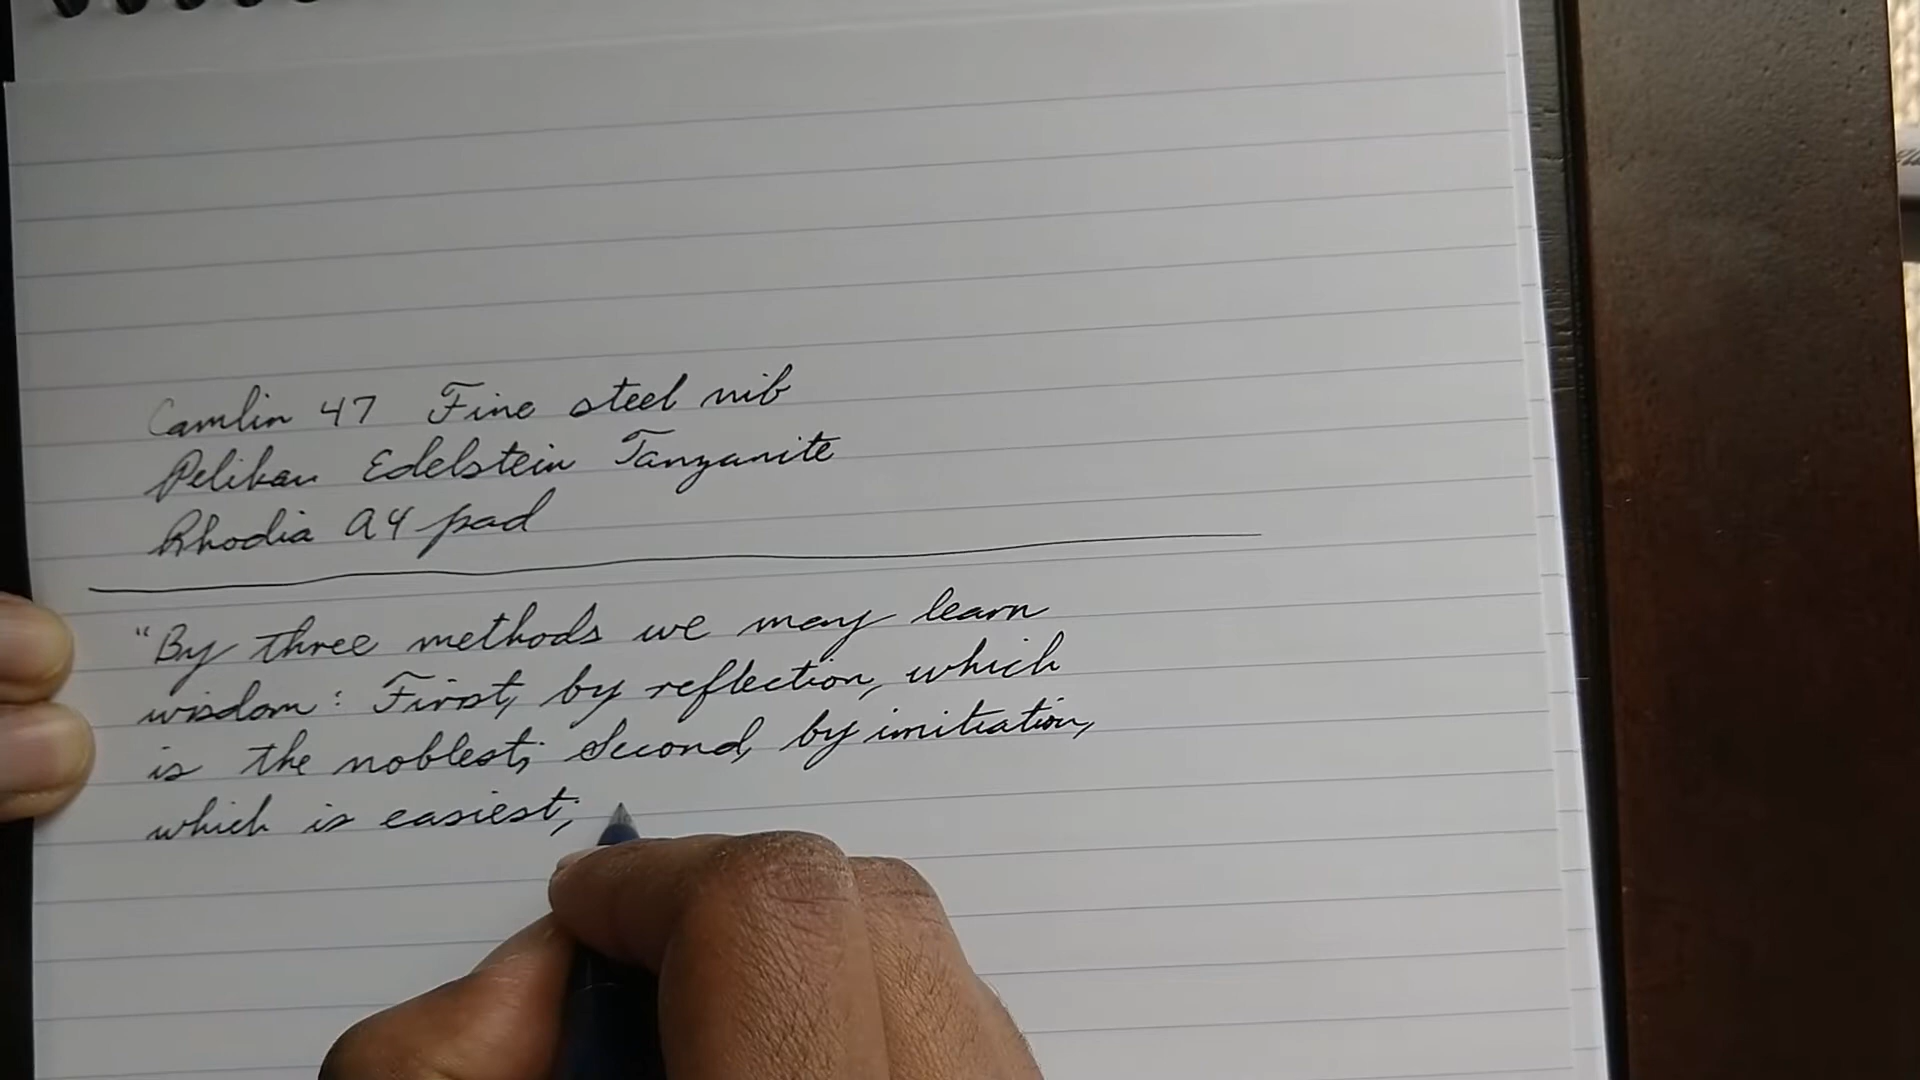 Camlin 47 Fine steel nib
Pelikan Edelstein Tanzanite
Rhodia A4 pad
"By three methods we may learn
wisdom: First, by reflection, which
is the noblest; Second, by imitation,
which is easiest;